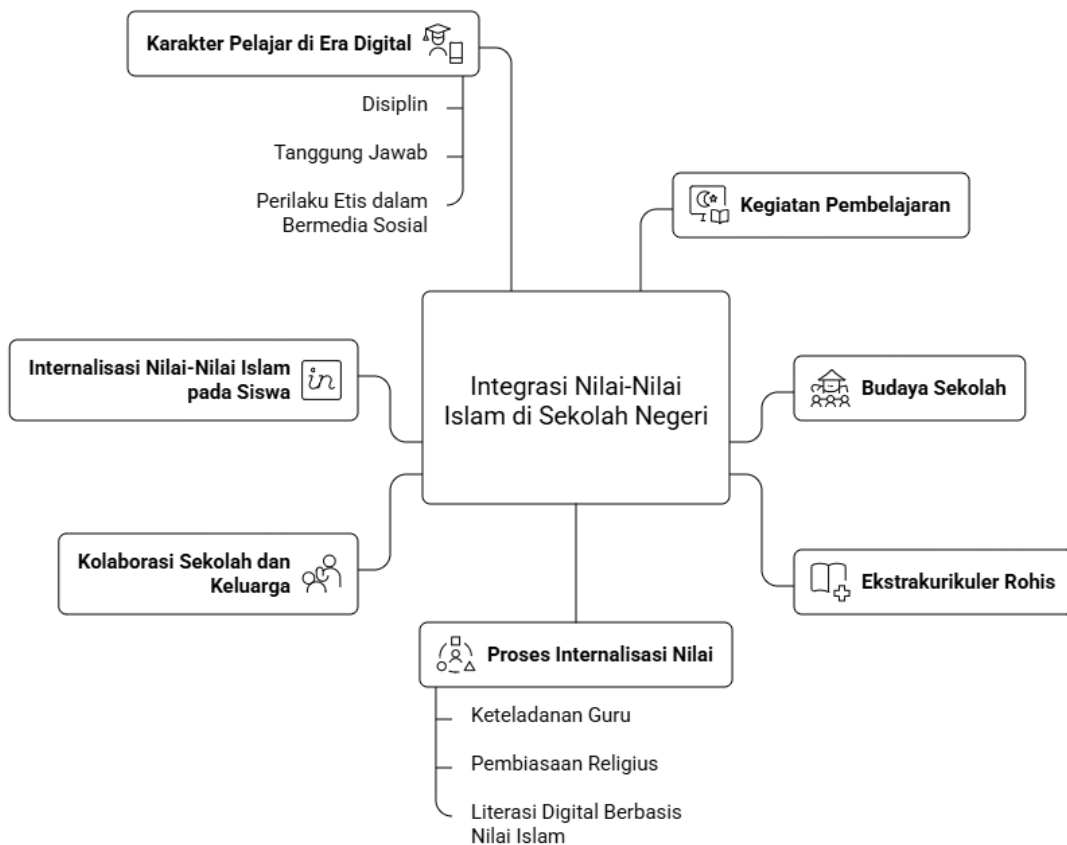 Karakter Pelajar di Era Digital
Disiplin
Tanggung Jawab
Perilaku Etis dalam
Bermedia Sosial
Kegiatan Pembelajaran
Internalisasi Nilai-Nilai Islam
pada Siswa
in
Integrasi Nilai-Nilai
Islam di Sekolah Negeri
Budaya Sekolah
Kolaborasi Sekolah dan
Keluarga
Ekstrakurikuler Rohis
Proses Internalisasi Nilai
Keteladanan Guru
Pembiasaan Religius
Literasi Digital Berbasis
Nilai Islam